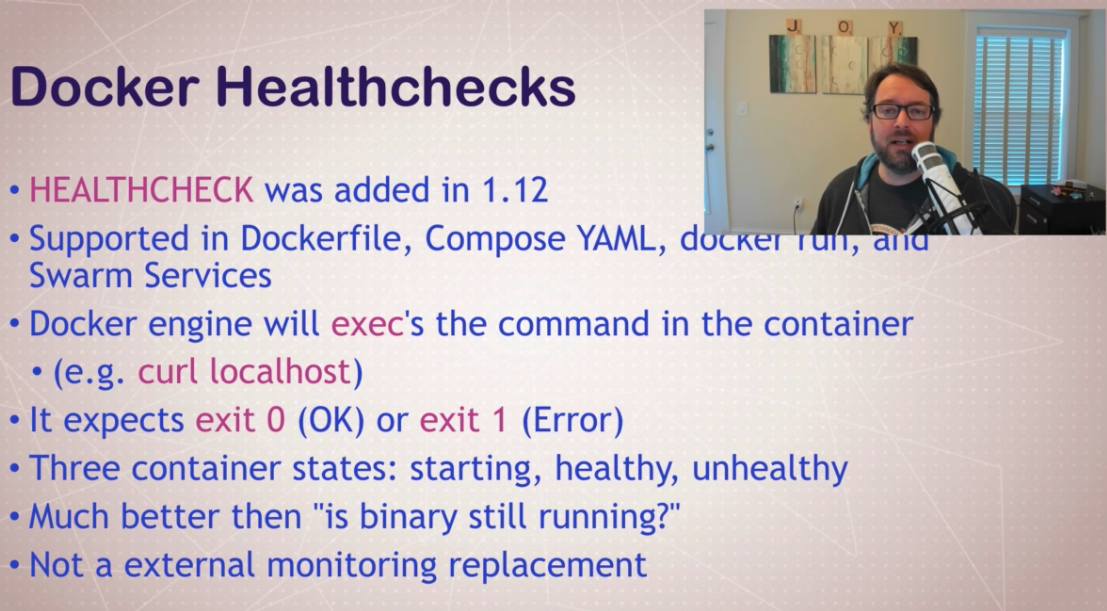 J O Y
Docker Healthchecks
• HEALTHCHECK was added in 1.12
• Supported in Dockerfile, Compose YAML, docker run, and
Swarm Services
• Docker engine will exec's the command in the container
• (e.g. curl localhost)
• It expects exit 0 (OK) or exit 1 (Error)
• Three container states: starting, healthy, unhealthy
• Much better then "is binary still running?"
• Not a external monitoring replacement